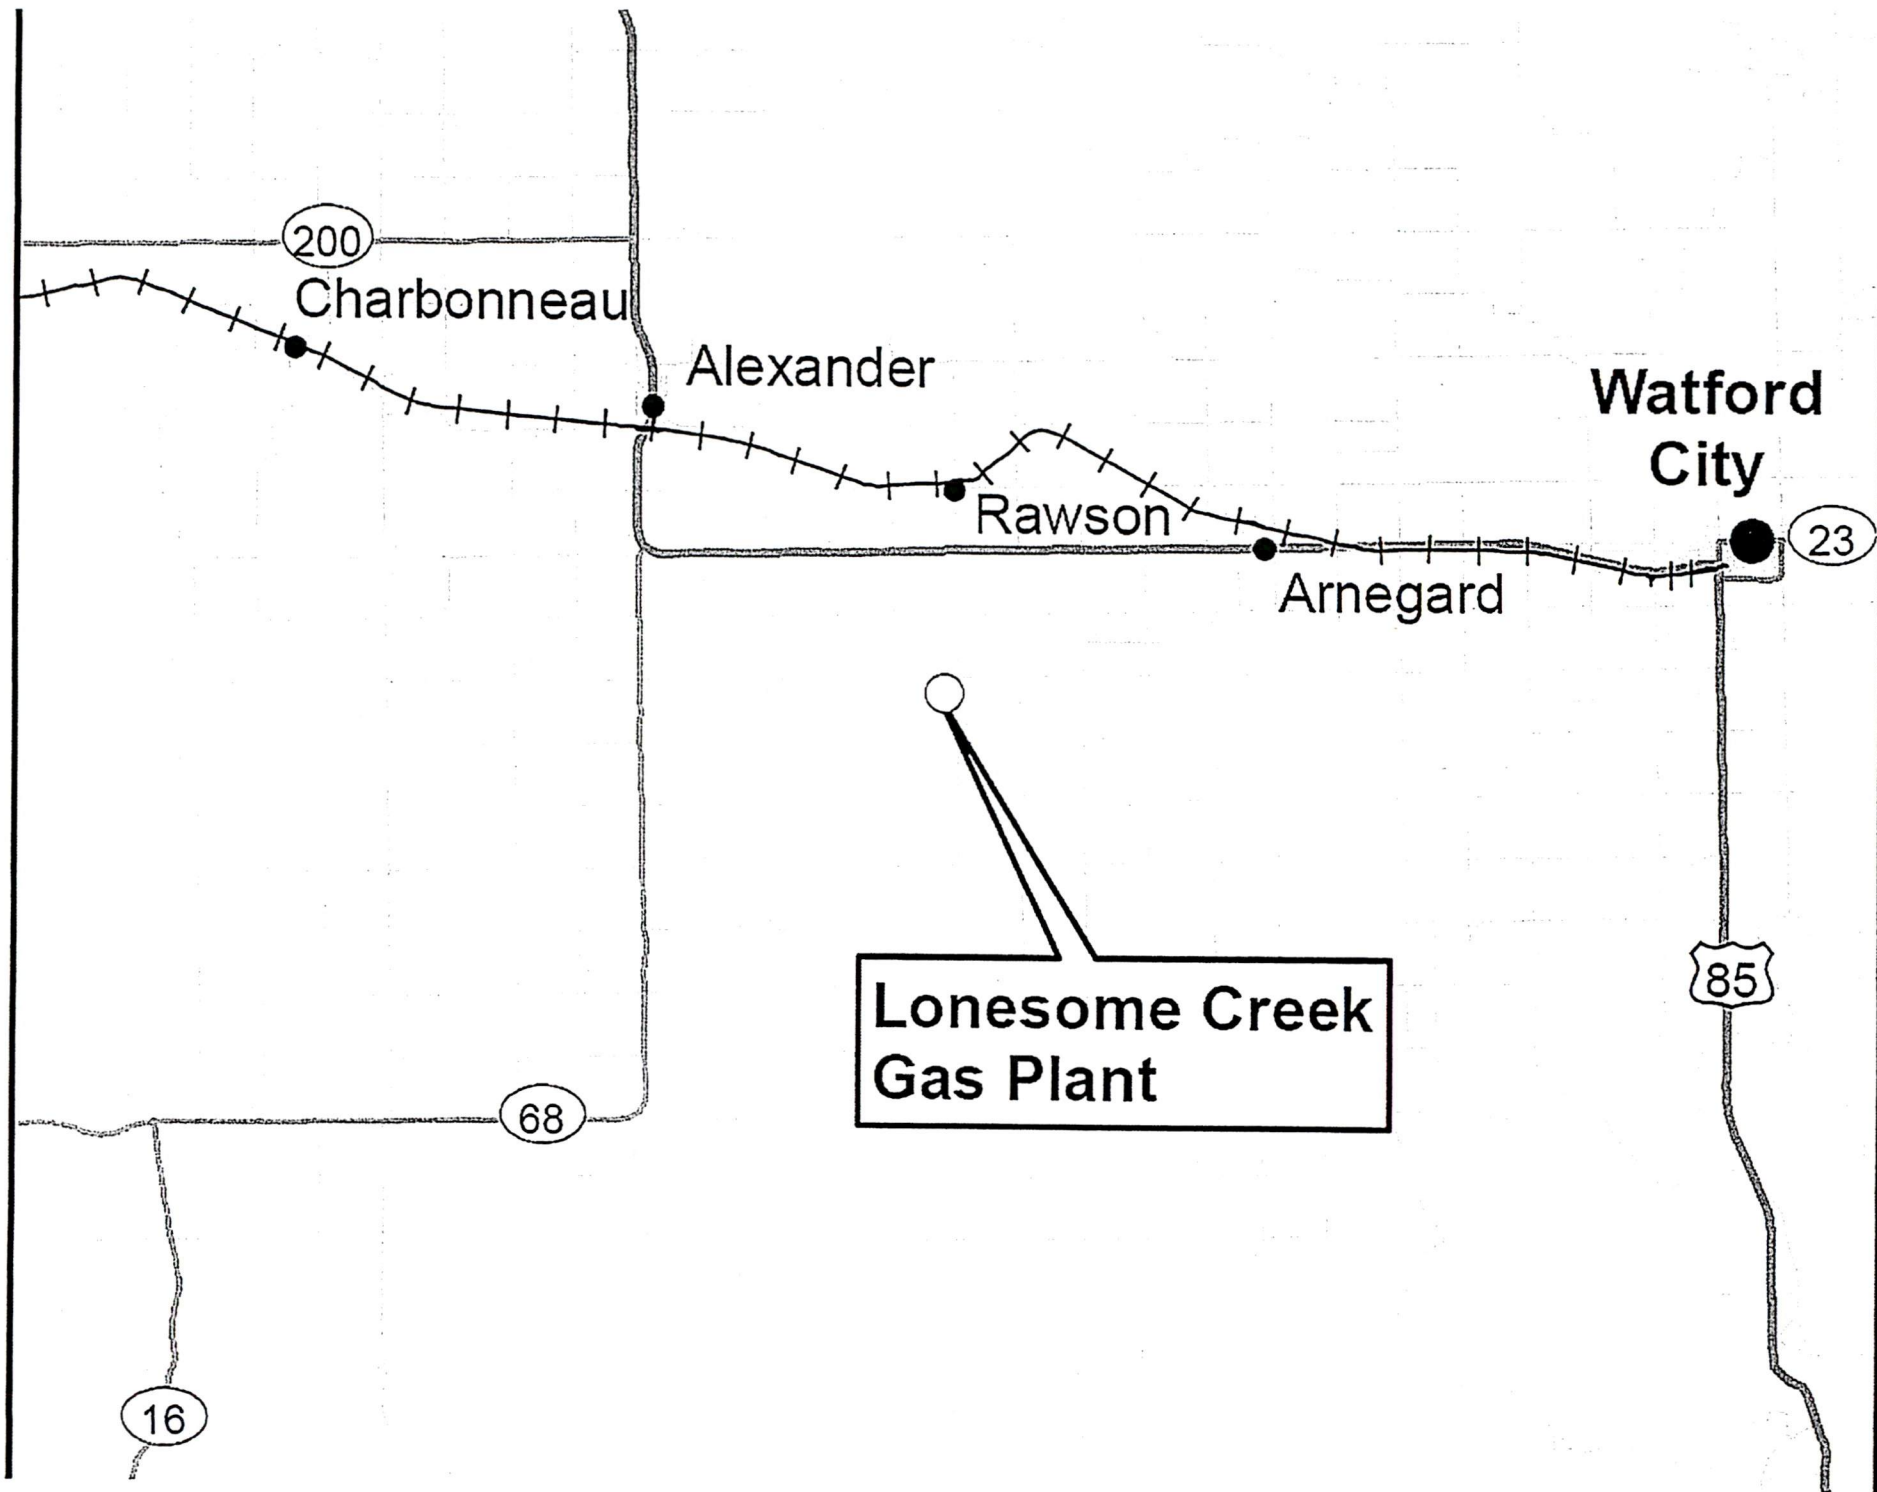 200
Charbonneau
Alexander
Watford
City
Rawson
23
Arnegard
85
Lonesome Creek
Gas Plant
68
16